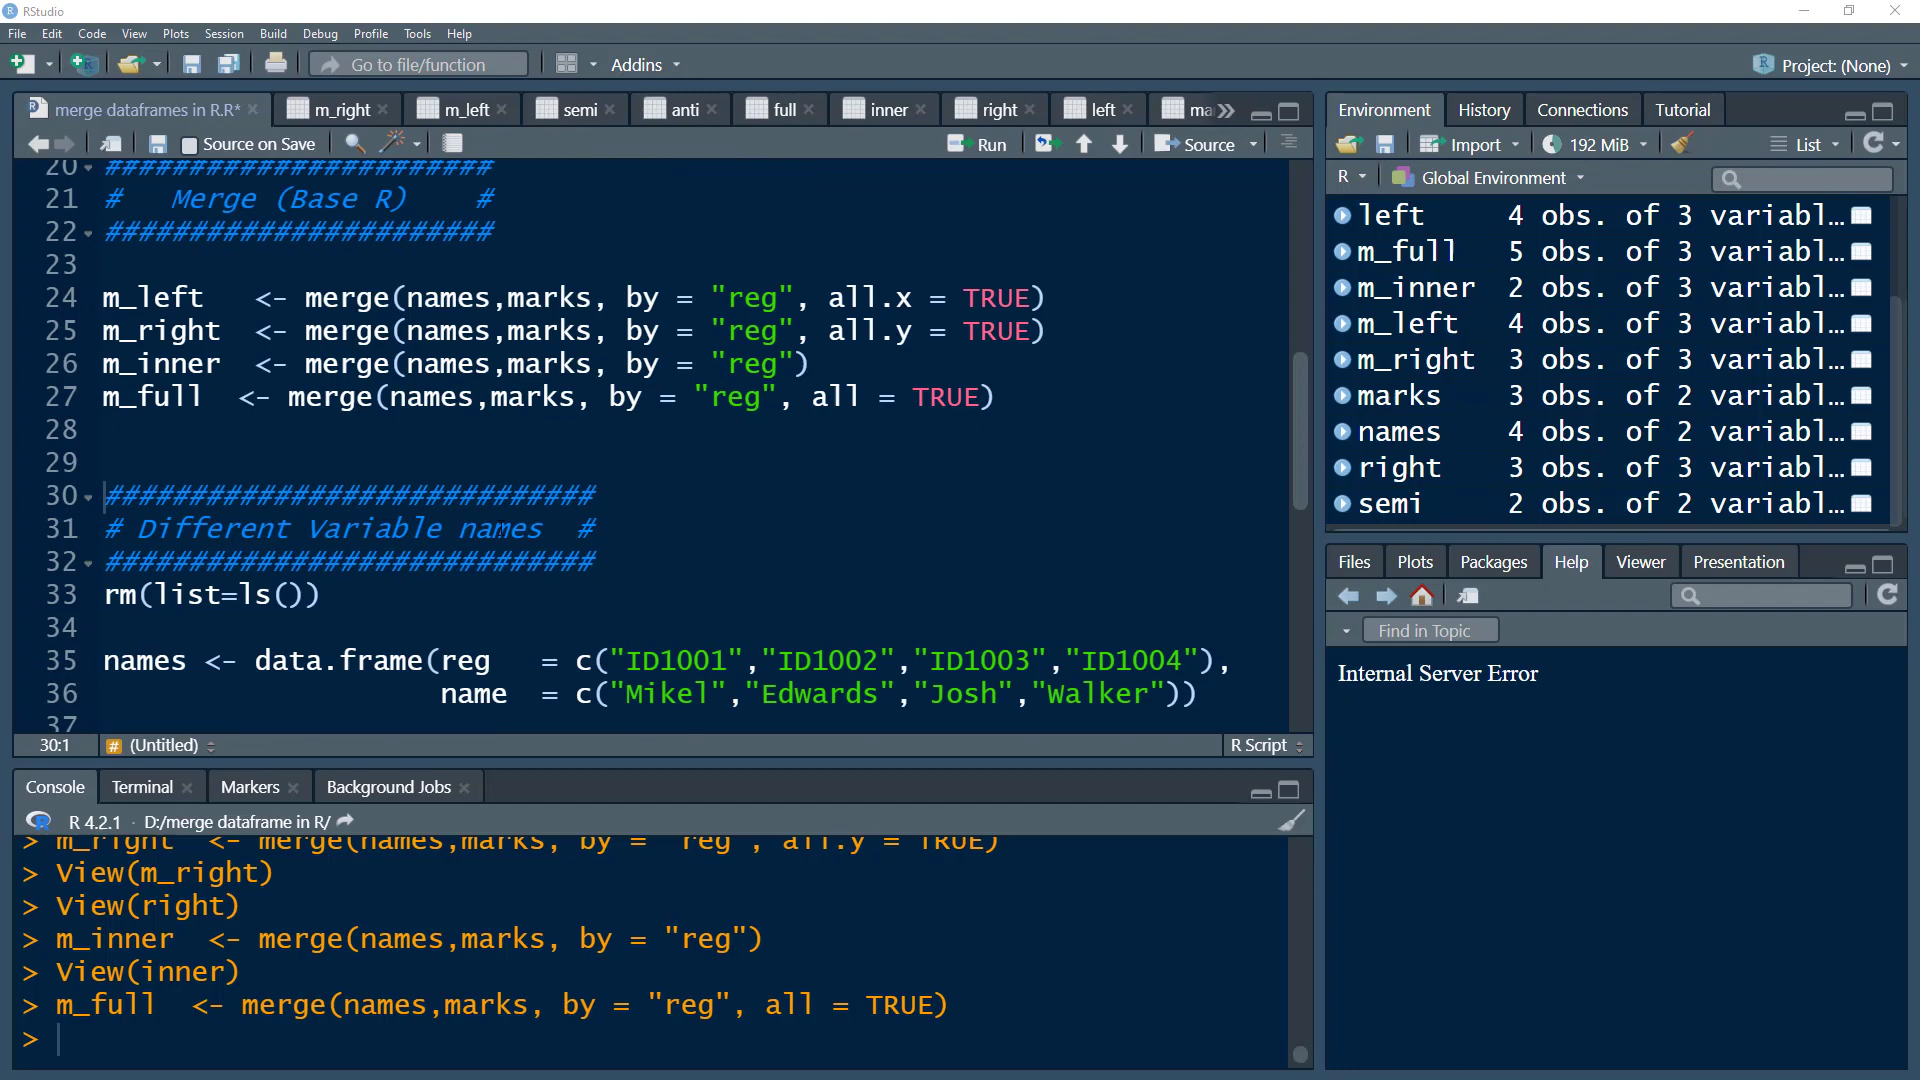 RStudio
File Edit Code View Plots Session Build Debug Profile Tools Help
Go to file/function Addins Project: (None)
merge dataframes in R.R* m_right m_left semi anti full inner right left ma
Source on Save Run Source
20 #######################
21 #   Merge (Base R)    #
22 #######################
23
24 m_left   <- merge(names,marks, by = "reg", all.x = TRUE)
25 m_right  <- merge(names,marks, by = "reg", all.y = TRUE)
26 m_inner  <- merge(names,marks, by = "reg")
27 m_full  <- merge(names,marks, by = "reg", all = TRUE)
28
29
30 #############################
31 # Different Variable names  #
32 #############################
33 rm(list=ls())
34
35 names <- data.frame(reg   = c("ID1001","ID1002","ID1003","ID1004"),
36                     name  = c("Mikel","Edwards","Josh","Walker"))
37
30:1 # (Untitled) R Script
Console Terminal Markers Background Jobs
R 4.2.1 · D:/merge dataframe in R/
> m_right  <- merge(names,marks, by = "reg", all.y = TRUE)
> View(m_right)
> View(right)
> m_inner  <- merge(names,marks, by = "reg")
> View(inner)
> m_full  <- merge(names,marks, by = "reg", all = TRUE)
>
Environment History Connections Tutorial
Import 192 MiB List
R Global Environment
left 4 obs. of 3 variabl…
m_full 5 obs. of 3 variabl…
m_inner 2 obs. of 3 variabl…
m_left 4 obs. of 3 variabl…
m_right 3 obs. of 3 variabl…
marks 3 obs. of 2 variabl…
names 4 obs. of 2 variabl…
right 3 obs. of 3 variabl…
semi 2 obs. of 2 variabl…
Files Plots Packages Help Viewer Presentation
Find in Topic
Internal Server Error